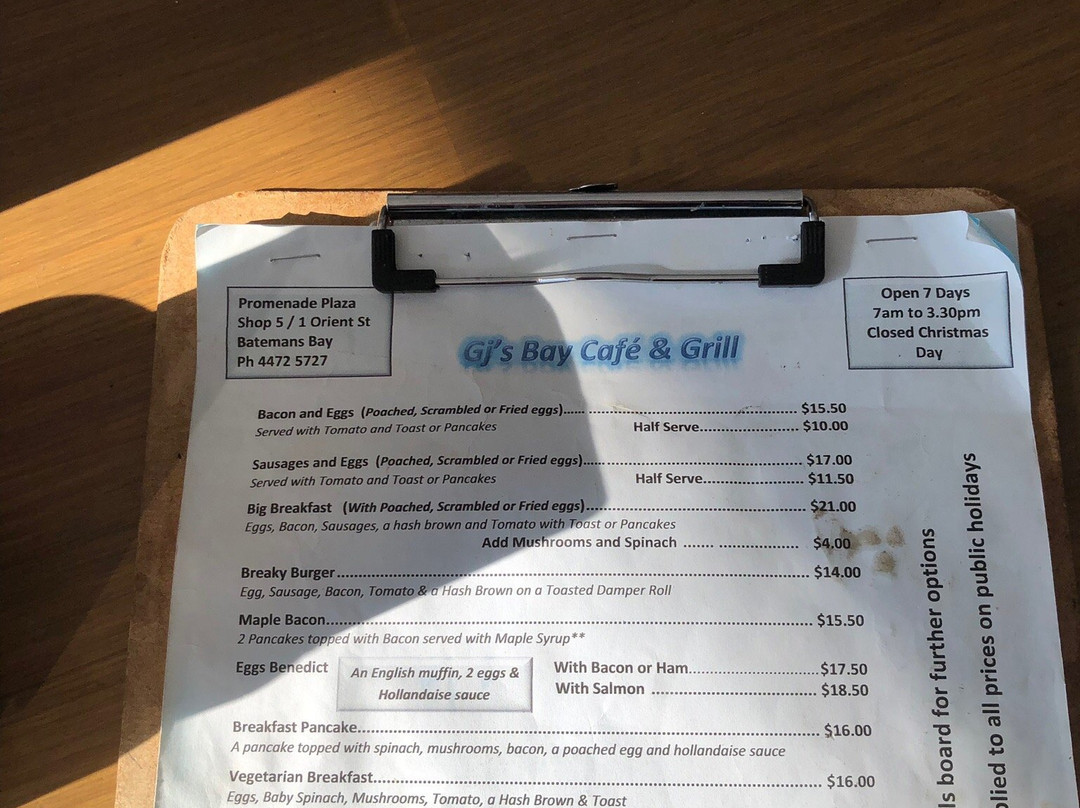 Promenade Plaza
Shop 5 / 1 Orient St
Batemans Bay
Ph 4472 5727
Open 7 Days
7am to 3.30pm
Closed Christmas
Day
Gj's Bay Café & Grill
Bacon and Eggs (Poached, Scrambled or Fried eggs)...... .......................................... $15.50
Served with Tomato and Toast or Pancakes Half Serve.................... $10.00
Sausages and Eggs (Poached, Scrambled or Fried eggs)............................................ $17.00
Served with Tomato and Toast or Pancakes Half Serve.................... $11.50
Big Breakfast (With Poached, Scrambled or Fried eggs)............................................ $21.00
Eggs, Bacon, Sausages, a hash brown and Tomato with Toast or Pancakes
Add Mushrooms and Spinach ...... ................ $4.00
Breaky Burger................................................................................ $14.00
Egg, Sausage, Bacon, Tomato & a Hash Brown on a Toasted Damper Roll
Maple Bacon................................................................................ $15.50
2 Pancakes topped with Bacon served with Maple Syrup**
Eggs Benedict An English muffin, 2 eggs & With Bacon or Ham..........................$17.50
Hollandaise sauce With Salmon ..................................$18.50
Breakfast Pancake............................................................................ $16.00
A pancake topped with spinach, mushrooms, bacon, a poached egg and hollandaise sauce
Vegetarian Breakfast......................................................................... $16.00
Eggs, Baby Spinach, Mushrooms, Tomato, a Hash Brown & Toast
board for further options
to all prices on public holidays